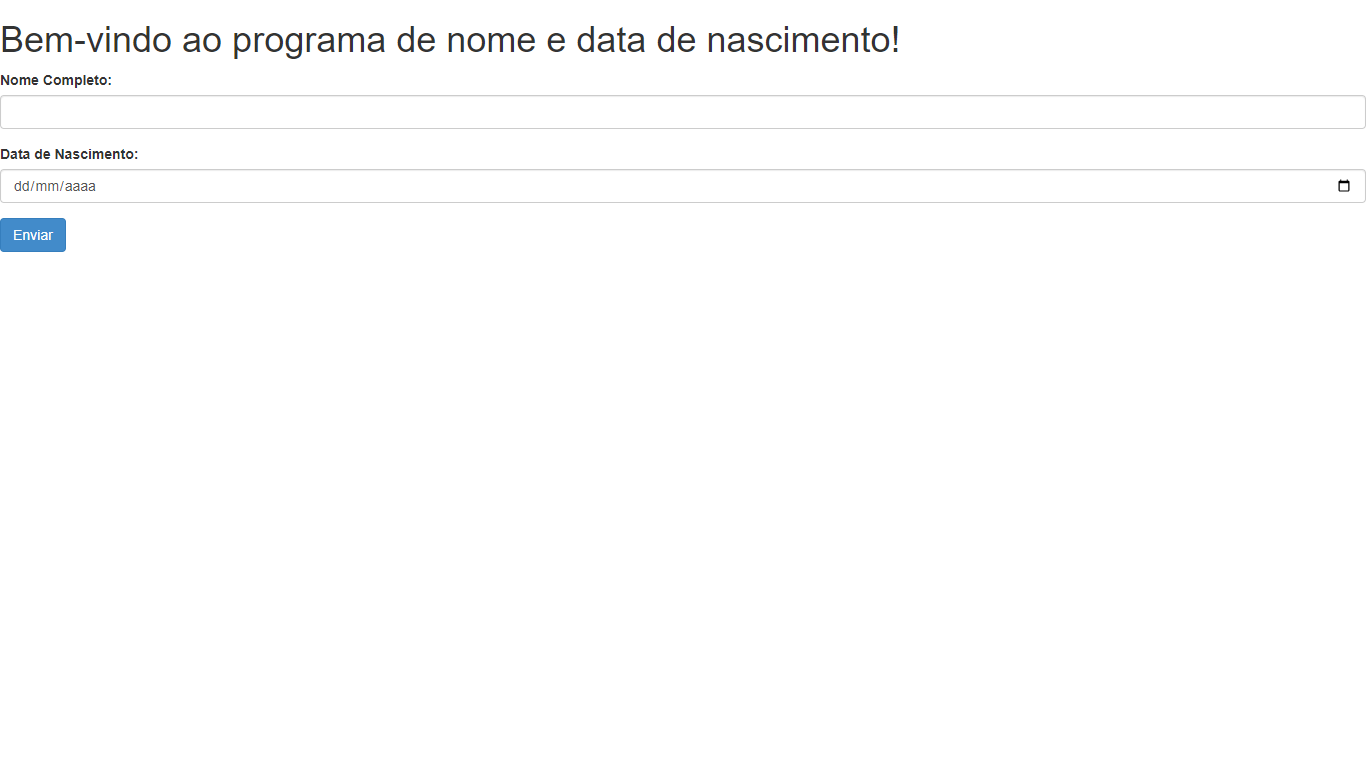 Bem-vindo ao programa de nome e data de nascimento!
Nome Completo:
Data de Nascimento:
dd/mm/aaaa
Enviar